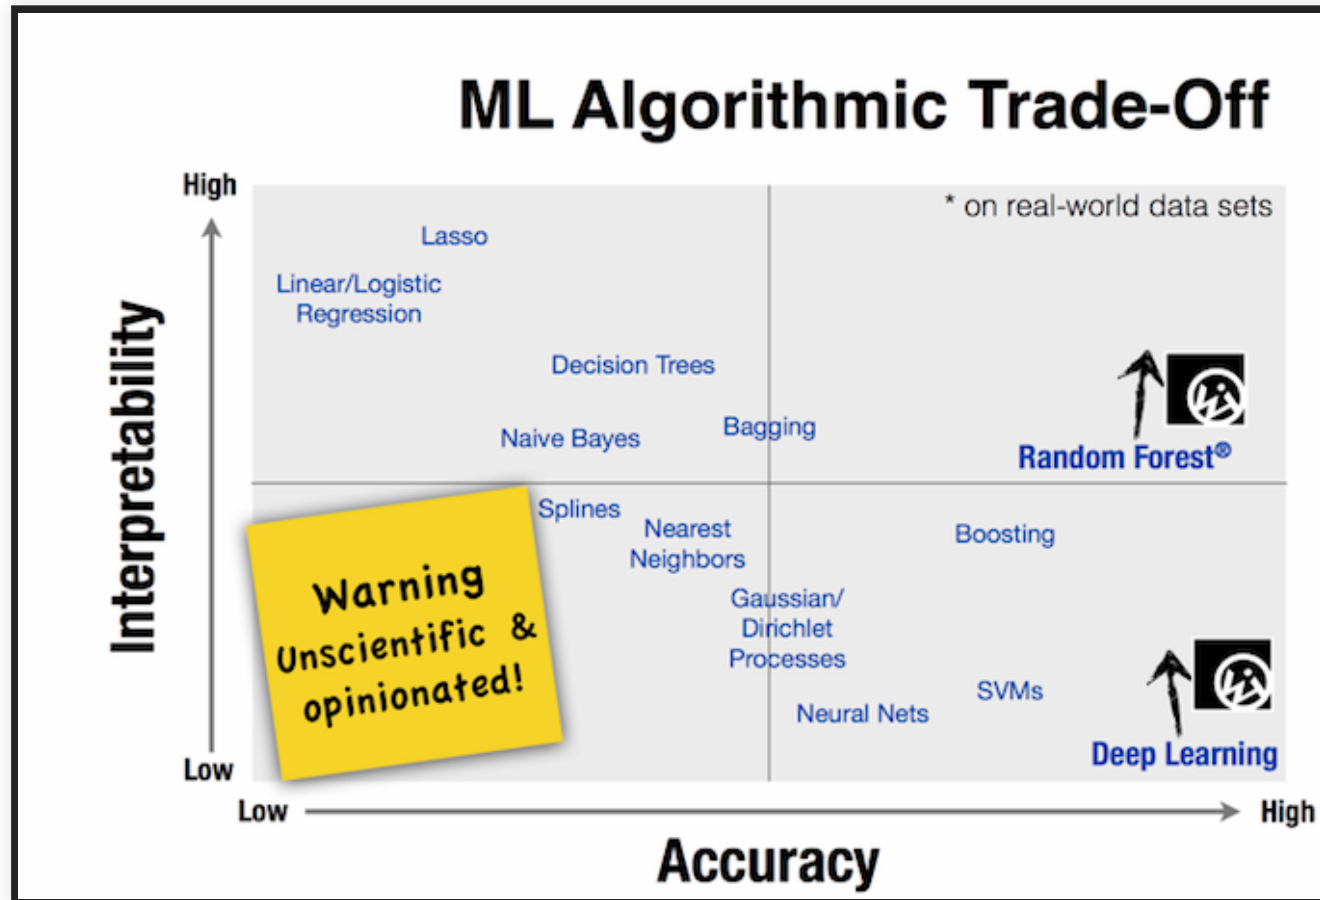 ML Algorithmic Trade-Off
High
* on real-world data sets
Lasso
Linear/Logistic
Regression
Decision Trees
Naive Bayes
Bagging
Random Forest®
Interpretability
Splines
Nearest
Neighbors
Boosting
Warning
Unscientific &
opinionated!
Gaussian/
Dirichlet
Processes
SVMs
Neural Nets
Deep Learning
Low
Low
High
Accuracy